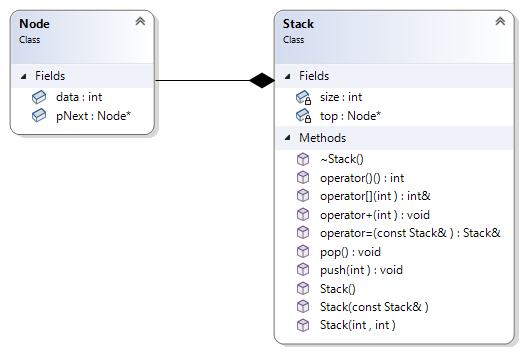 Node
Class
Fields
data : int
pNext : Node*
Stack
Class
Fields
size : int
top : Node*
Methods
~Stack()
operator()() : int
operator[](int ) : int&
operator+(int ) : void
operator=(const Stack& ) : Stack&
pop() : void
push(int ) : void
Stack()
Stack(const Stack& )
Stack(int , int )